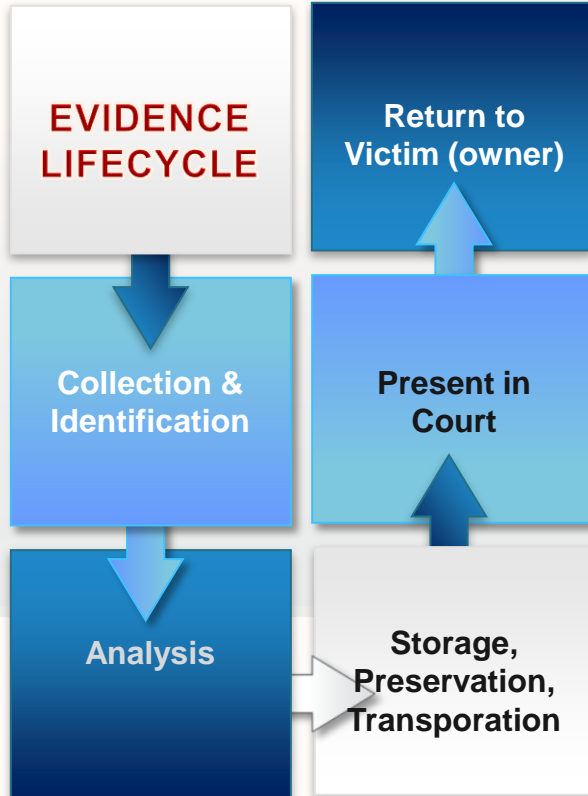 EVIDENCE
LIFECYCLE
Collection &
Identification
Analysis
Storage,
Preservation,
Transporation
Present in
Court
Return to
Victim (owner)